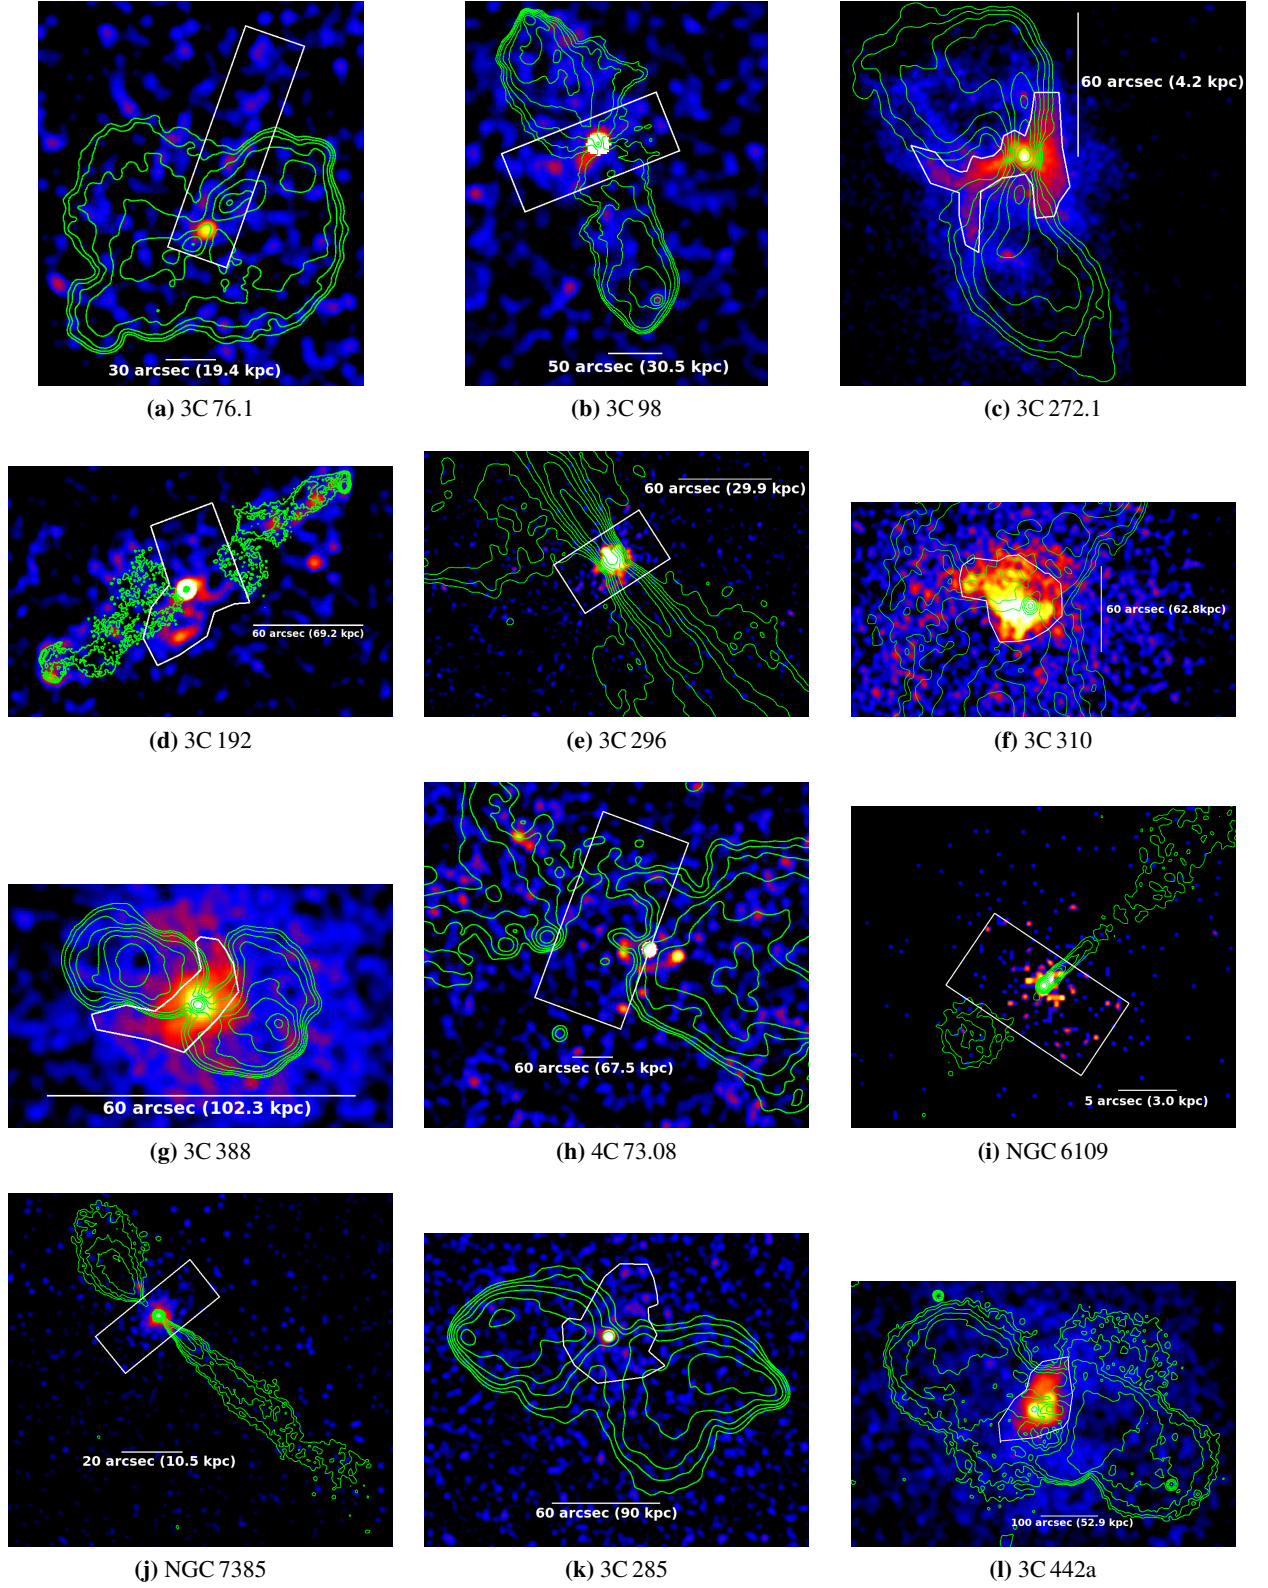 30 arcsec (19.4 kpc)
50 arcsec (30.5 kpc)
60 arcsec (4.2 kpc)
(a) 3C 76.1
(b) 3C 98
(c) 3C 272.1
60 arcsec (69.2 kpc)
60 arcsec (29.9 kpc)
60 arcsec (62.8kpc)
(d) 3C 192
(e) 3C 296
(f) 3C 310
60 arcsec (102.3 kpc)
60 arcsec (67.5 kpc)
5 arcsec (3.0 kpc)
(g) 3C 388
(h) 4C 73.08
(i) NGC 6109
20 arcsec (10.5 kpc)
60 arcsec (90 kpc)
100 arcsec (52.9 kpc)
(j) NGC 7385
(k) 3C 285
(l) 3C 442a